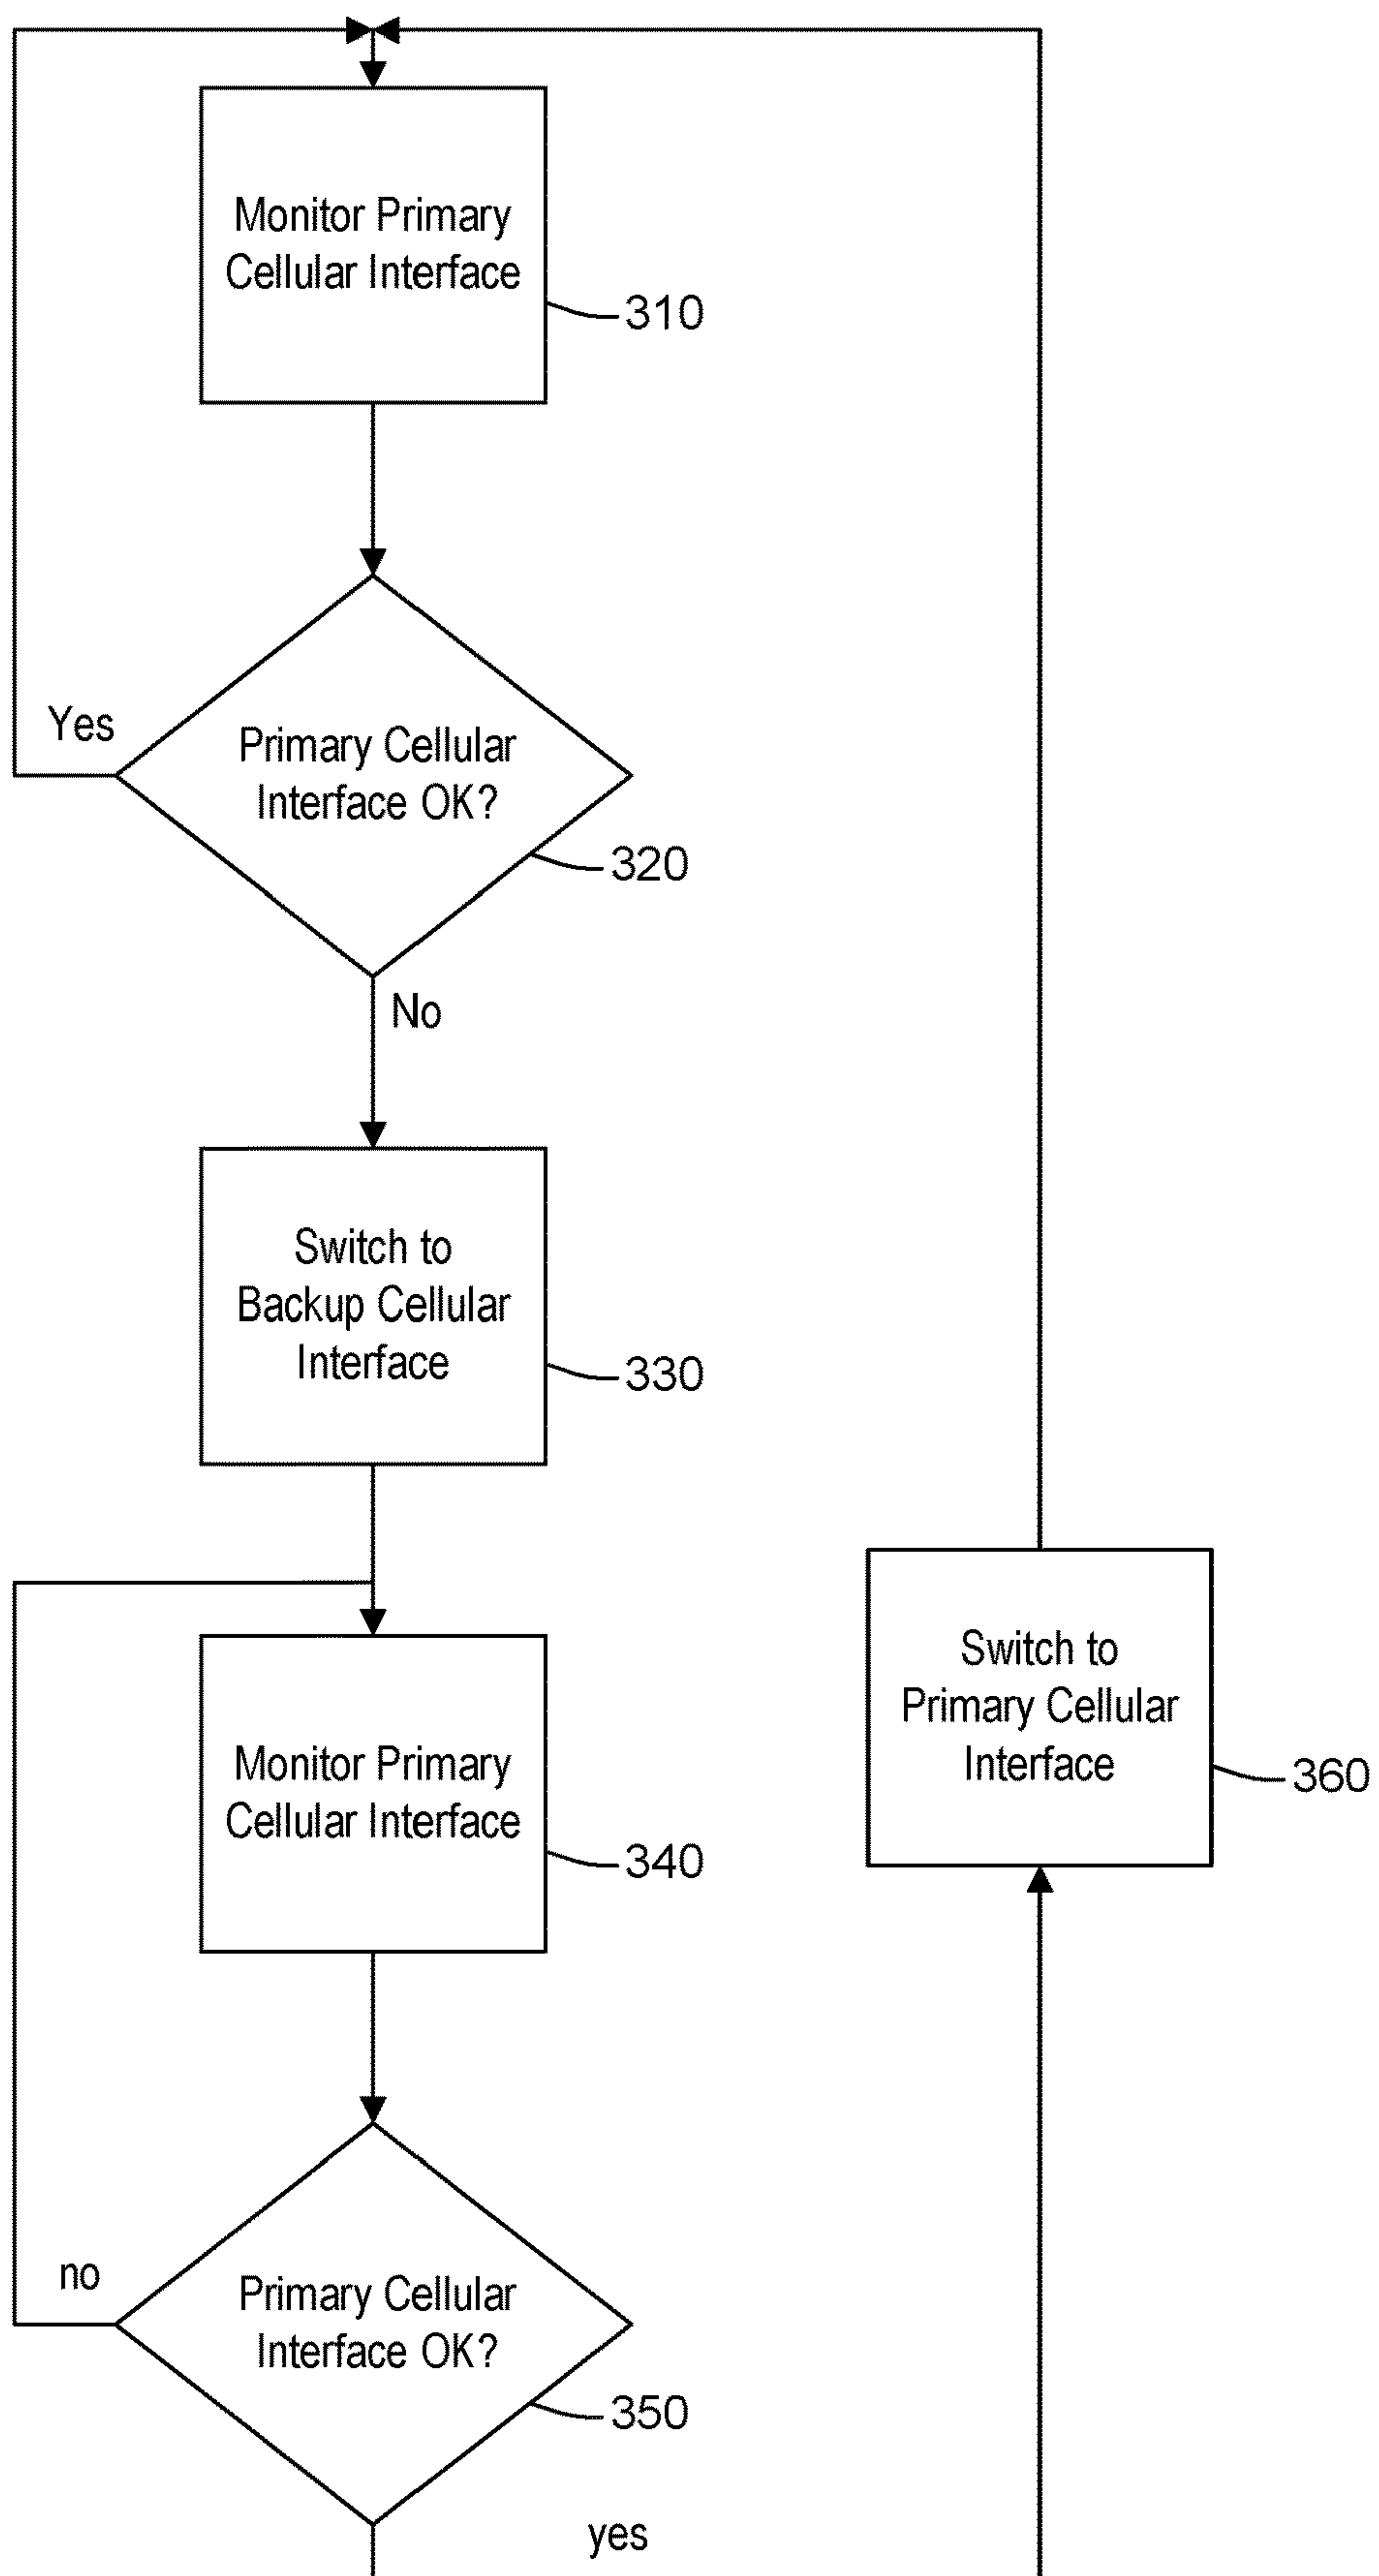 Monitor Primary
Cellular Interface
310
Yes
Primary Cellular
Interface OK?
320
No
Switch to
Backup Cellular
Interface
330
Switch to
Primary Cellular
Interface
360
Monitor Primary
Cellular Interface
340
no
Primary Cellular
Interface OK?
350
yes